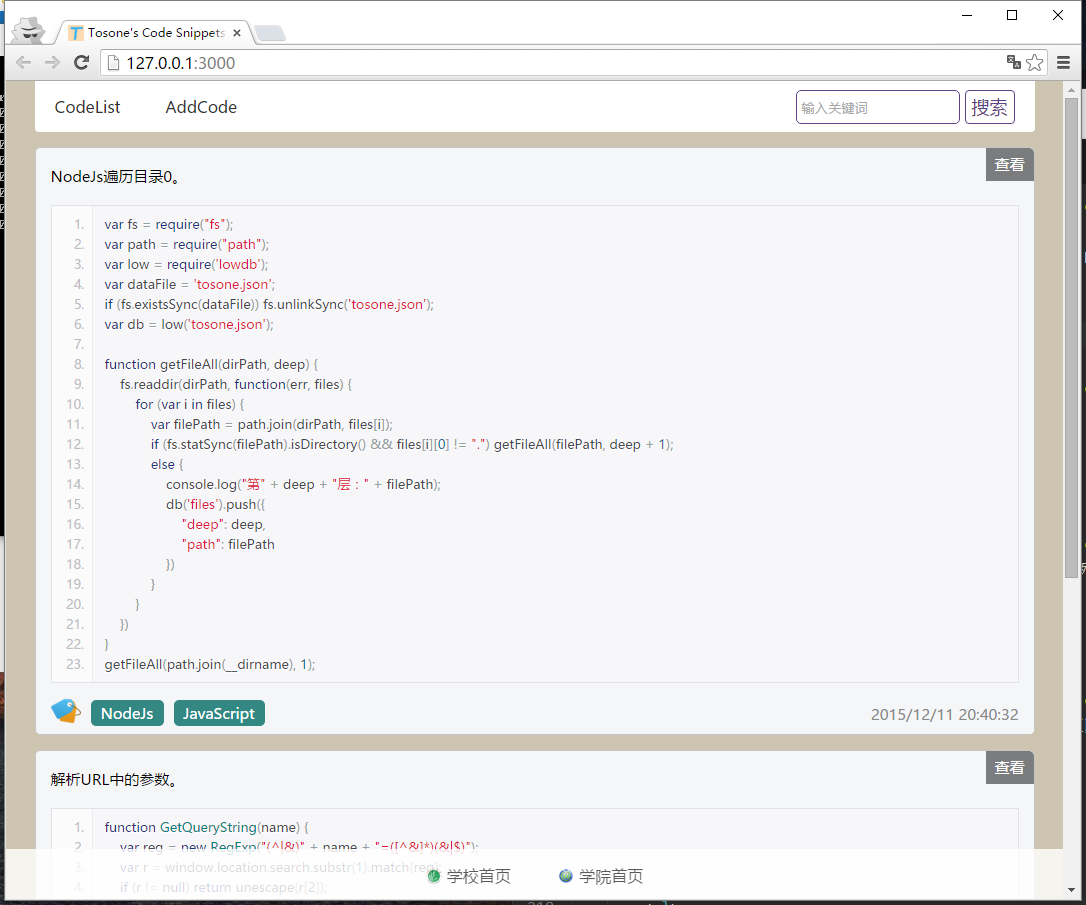 Tosone's Code Snippets
127.0.0.1:3000
CodeList AddCode 输入关键词 搜索
查看
NodeJs遍历目录0。
1. var fs = require("fs");
2. var path = require("path");
3. var low = require('lowdb');
4. var dataFile = 'tosone.json';
5. if (fs.existsSync(dataFile)) fs.unlinkSync('tosone.json');
6. var db = low('tosone.json');
7.
8. function getFileAll(dirPath, deep) {
9. fs.readdir(dirPath, function(err, files) {
10. for (var i in files) {
11. var filePath = path.join(dirPath, files[i]);
12. if (fs.statSync(filePath).isDirectory() && files[i][0] != ".") getFileAll(filePath, deep + 1);
13. else {
14. console.log("第" + deep + "层：" + filePath);
15. db('files').push({
16. "deep": deep,
17. "path": filePath
18. })
19. }
20. }
21. })
22. }
23. getFileAll(path.join(__dirname), 1);
NodeJs JavaScript 2015/12/11 20:40:32
查看
解析URL中的参数。
1. function GetQueryString(name) {
2. var reg = new RegExp("(^|&)" + name + "=([^&]*)(&|$)");
3. var r = window.location.search.substr(1).match(reg);
4. if (r != null) return unescape(r[2]);
学校首页 学院首页